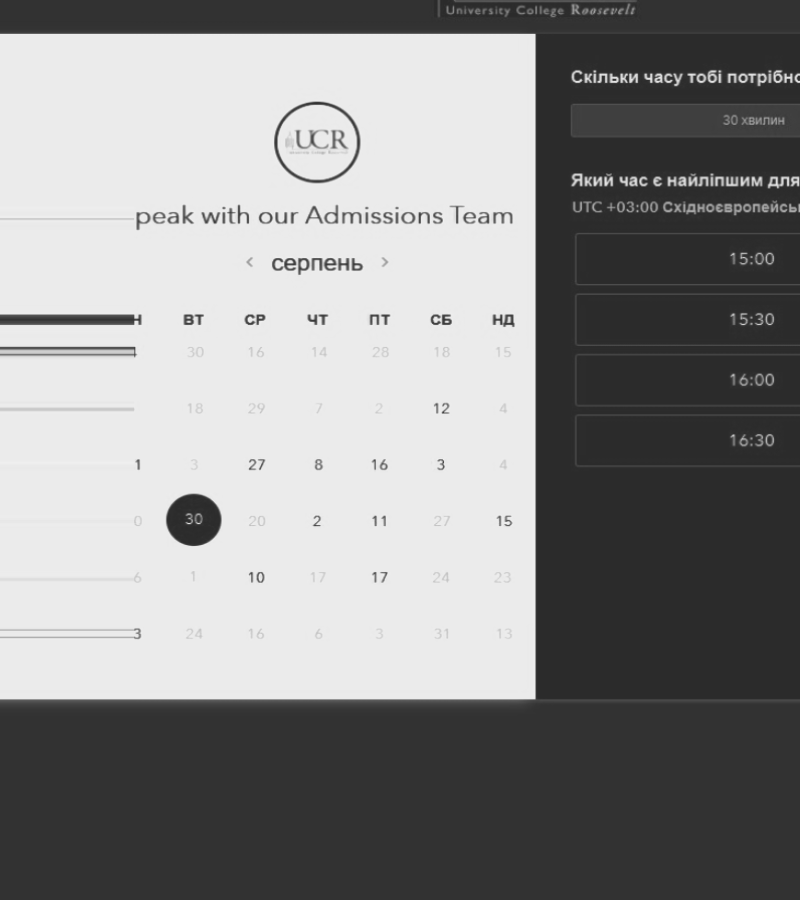 University College Roosevelt
UCR
peak with our Admissions Team
< серпень >
Н ВТ СР ЧТ ПТ СБ НД
30 16 14 28 18 15
18 29 7 2 12 4
1 3 27 8 16 3 4
0 30 20 2 11 27 15
6 1 10 17 17 24 23
3 24 16 6 3 31 13
Скільки часу тобі потрібно
30 хвилин
Який час є найліпшим для
UTC +03:00 Східноєвропейсь
15:00
15:30
16:00
16:30